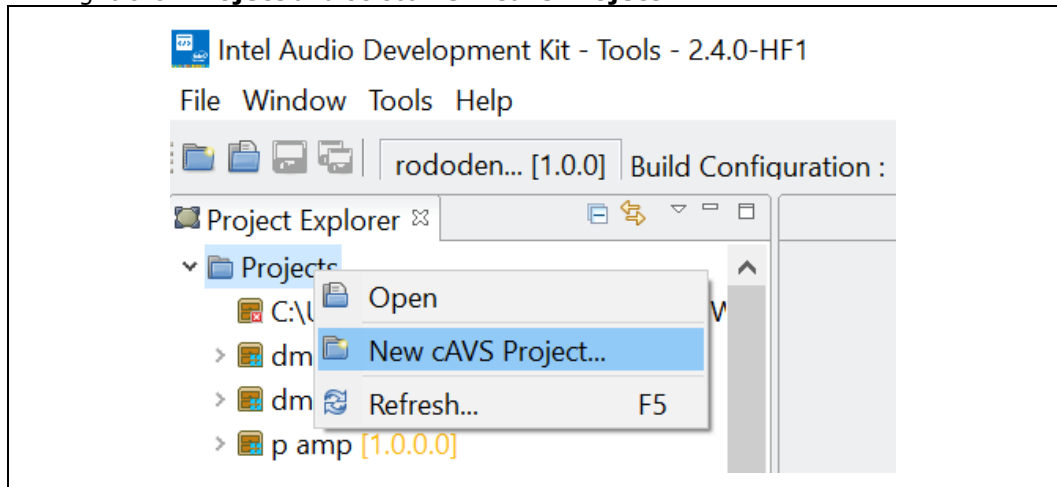 Intel Audio Development Kit - Tools - 2.4.0-HF1
File Window Tools Help
rododen... [1.0.0] Build Configuration :
Project Explorer
Projects
C:\U
Open
dm
New cAVS Project...
dm
Refresh... F5
p amp [1.0.0.0]